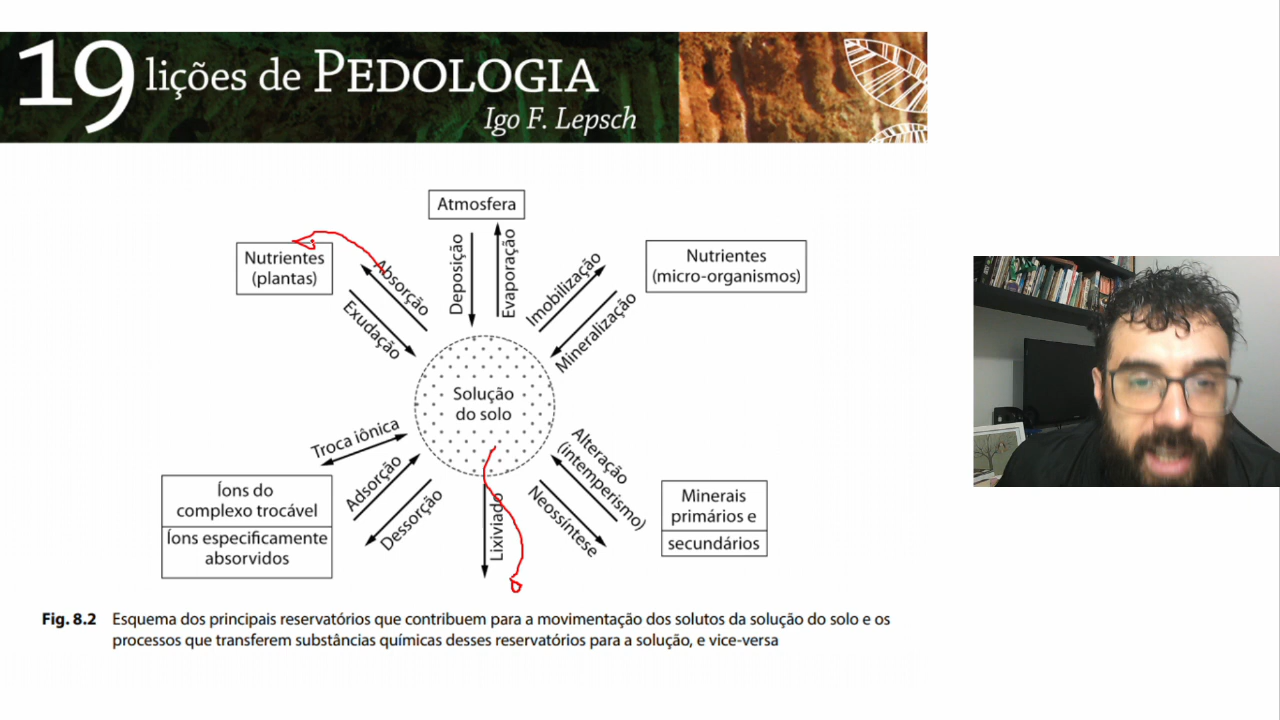 19 lições de PEDOLOGIA
Igo F. Lepsch
Atmosfera
Nutrientes
(plantas)
Nutrientes
(micro-organismos)
Absorção
Exudação
Deposição
Evaporação
Imobilização
Mineralização
Solução
do solo
Troca iônica
Adsorção
Dessorção
Lixiviado
Alteração
(intemperismo)
Neossíntese
Íons do
complexo trocável
Íons especificamente
absorvidos
Minerais
primários e
secundários
Fig. 8.2 Esquema dos principais reservatórios que contribuem para a movimentação dos solutos da solução do solo e os
processos que transferem substâncias químicas desses reservatórios para a solução, e vice-versa